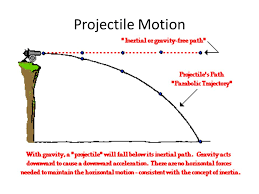 Projectile Motion
"Inertial or gravity-free path"
Projectile's Path
"Parabolic Trajectory"
With gravity, a "projectile" will fall below its inertial path. Gravity acts
downward to cause a downward acceleration. There are no horizontal forces
needed to maintain the horizontal motion - consistent with the concept of inertia.